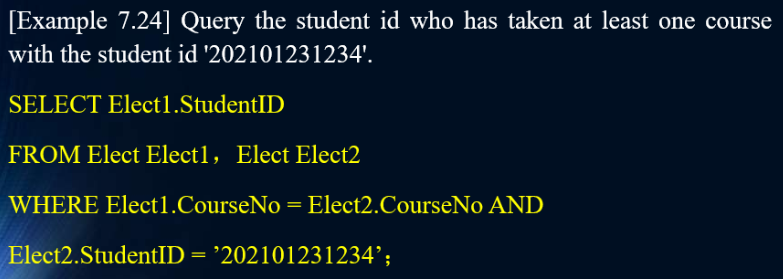 [Example 7.24] Query the student id who has taken at least one course
with the student id '202101231234'.
SELECT Elect1.StudentID
FROM Elect Elect1，Elect Elect2
WHERE Elect1.CourseNo = Elect2.CourseNo AND
Elect2.StudentID = ’202101231234’；